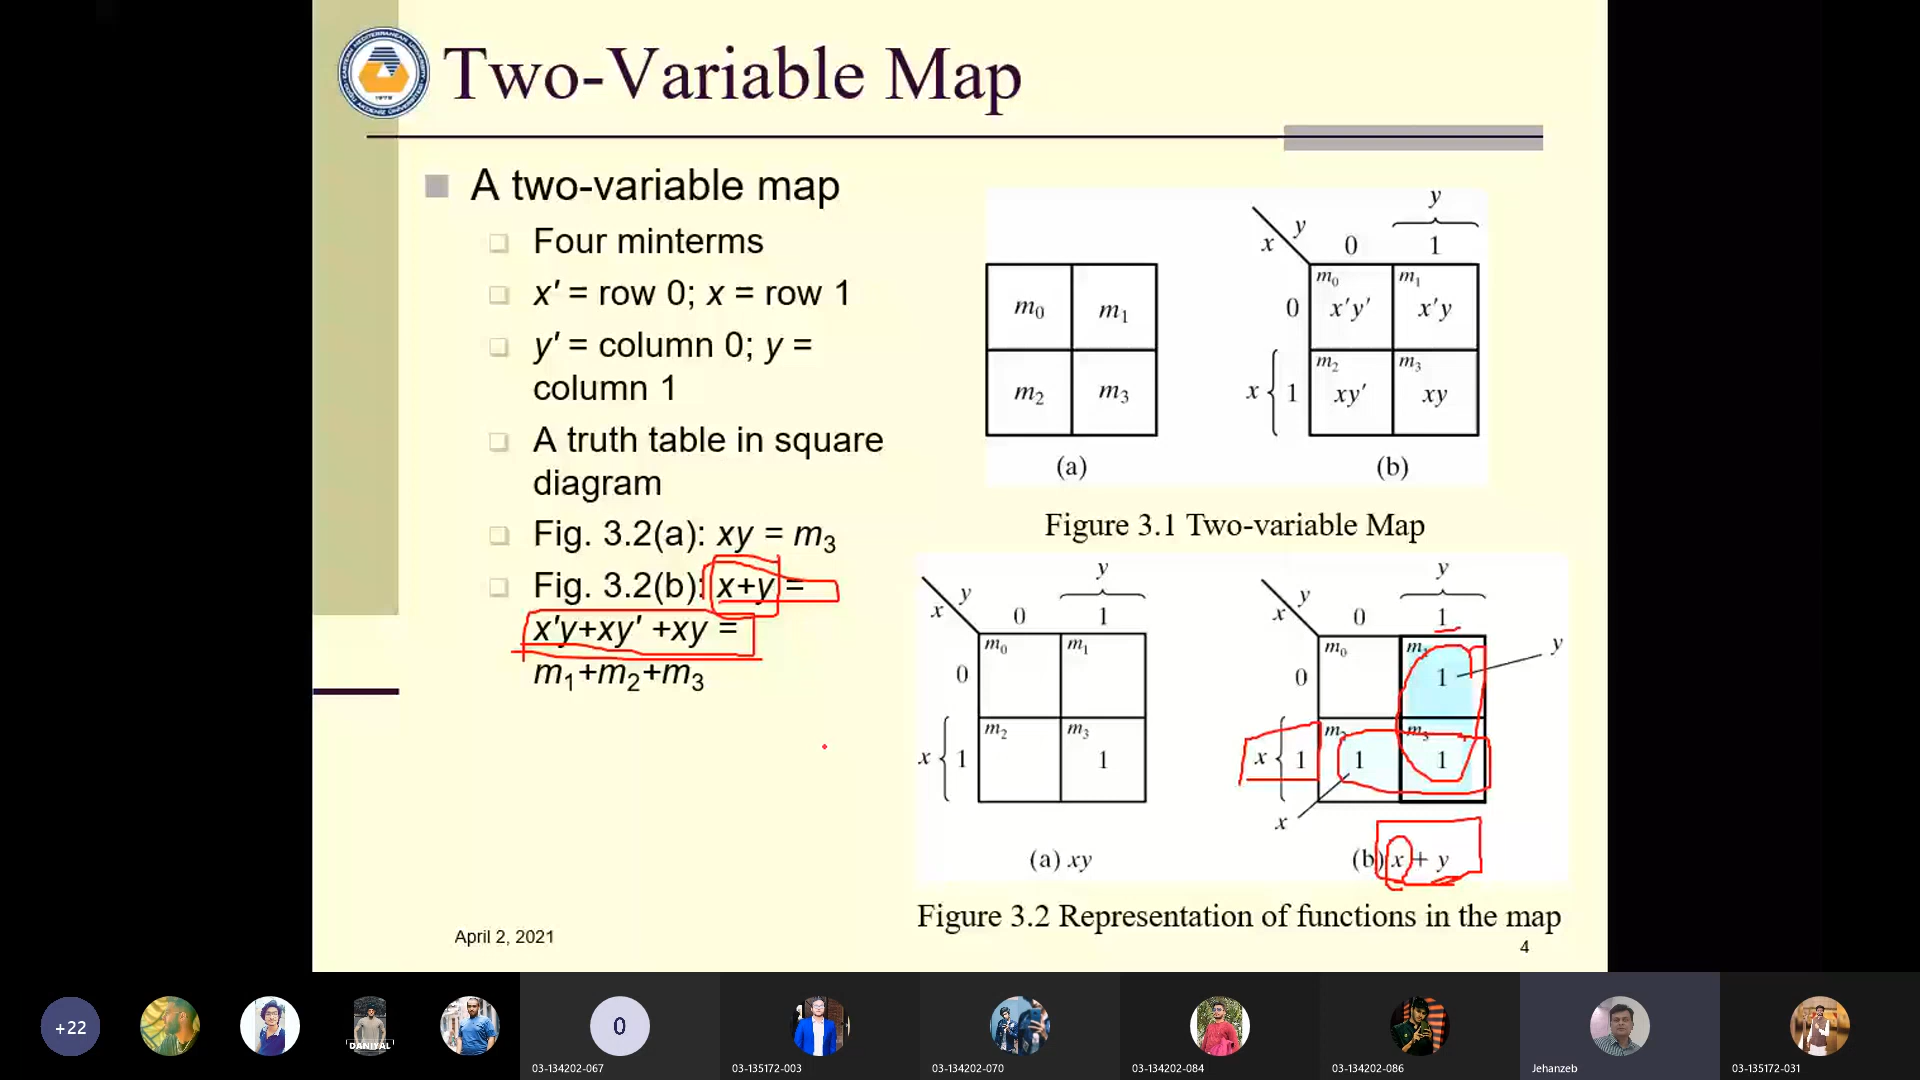 Two-Variable Map
A two-variable map
Four minterms
x' = row 0; x = row 1
y' = column 0; y =
column 1
A truth table in square
diagram
Fig. 3.2(a): xy = m₃
Fig. 3.2(b): x+y =
x'y+xy' +xy =
m₁+m₂+m₃
April 2, 2021
m₀ m₁
m₂ m₃
(a)
y
y
x 0 1
m₀ m₁
0 x'y' x'y
m₂ m₃
x 1 xy' xy
(b)
Figure 3.1 Two-variable Map
y
y
x 0 1
m₀ m₁
0
m₂ m₃
x 1 1
(a) xy
y
y
x 0 1
y
m₀ m₁
0 1
m₂ m₃
x 1 1 1
x
(b) x + y
Figure 3.2 Representation of functions in the map
4
+22
DANIYAL
0
03-134202-067
03-135172-003
03-134202-070
03-134202-084
03-134202-086
Jehanzeb
03-135172-031